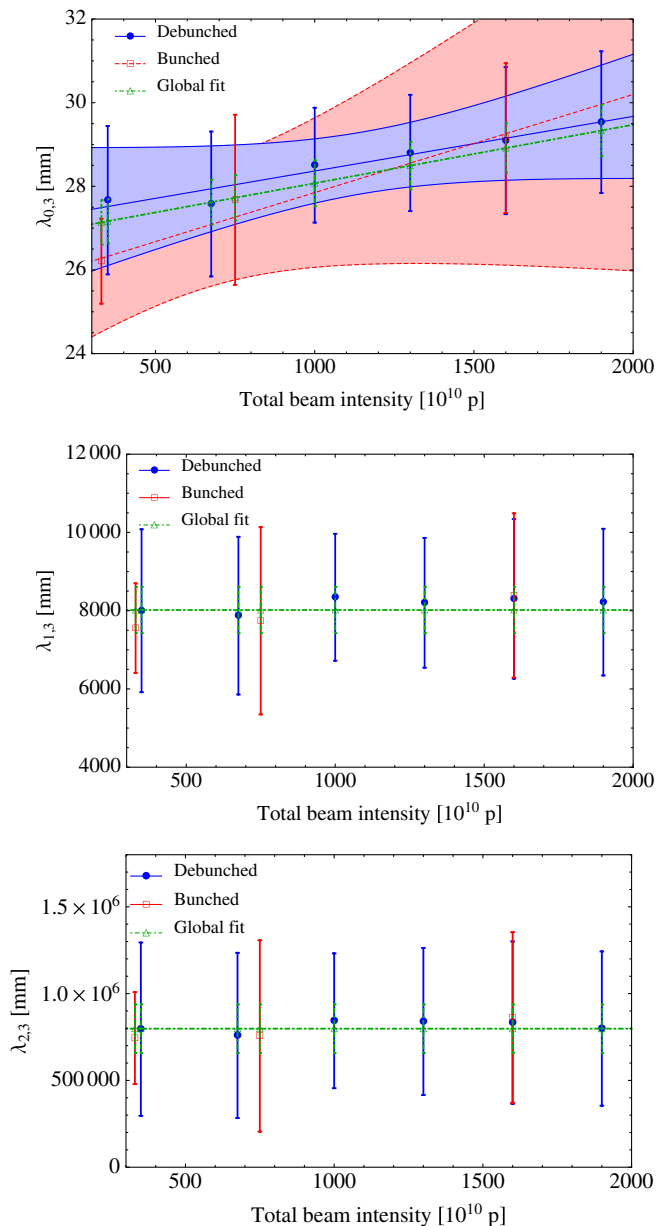 Debunched
Bunched
Global fit
32
30
28
26
24
λ0,3 [mm]
500 1000 1500 2000
Total beam intensity [10^10 p]
12 000
10 000
8000
6000
4000
λ1,3 [mm]
Debunched
Bunched
Global fit
500 1000 1500 2000
Total beam intensity [10^10 p]
1.5 × 10^6
1.0 × 10^6
500 000
0
λ2,3 [mm]
Debunched
Bunched
Global fit
500 1000 1500 2000
Total beam intensity [10^10 p]